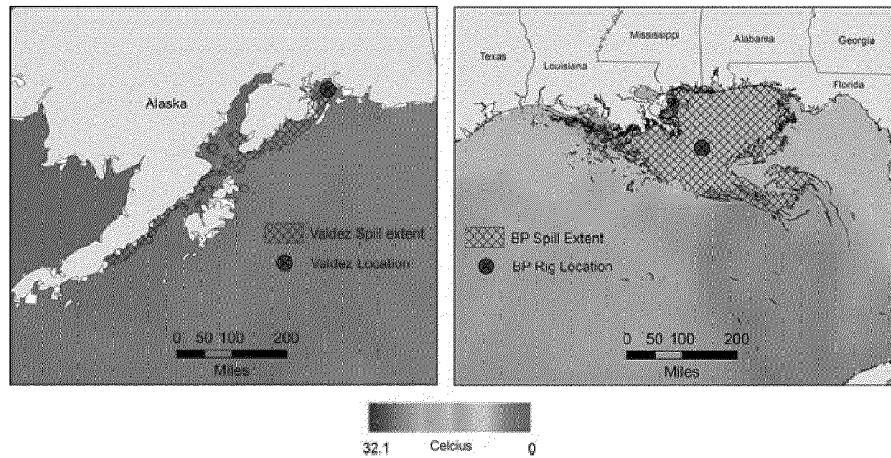 Alaska
Valdez Spill extent
Valdez Location
0 50 100 200
Miles
Texas
Louisiana
Mississippi
Alabama
Georgia
Florida
BP Spill Extent
BP Rig Location
0 50 100 200
Miles
32.1 Celcius 0